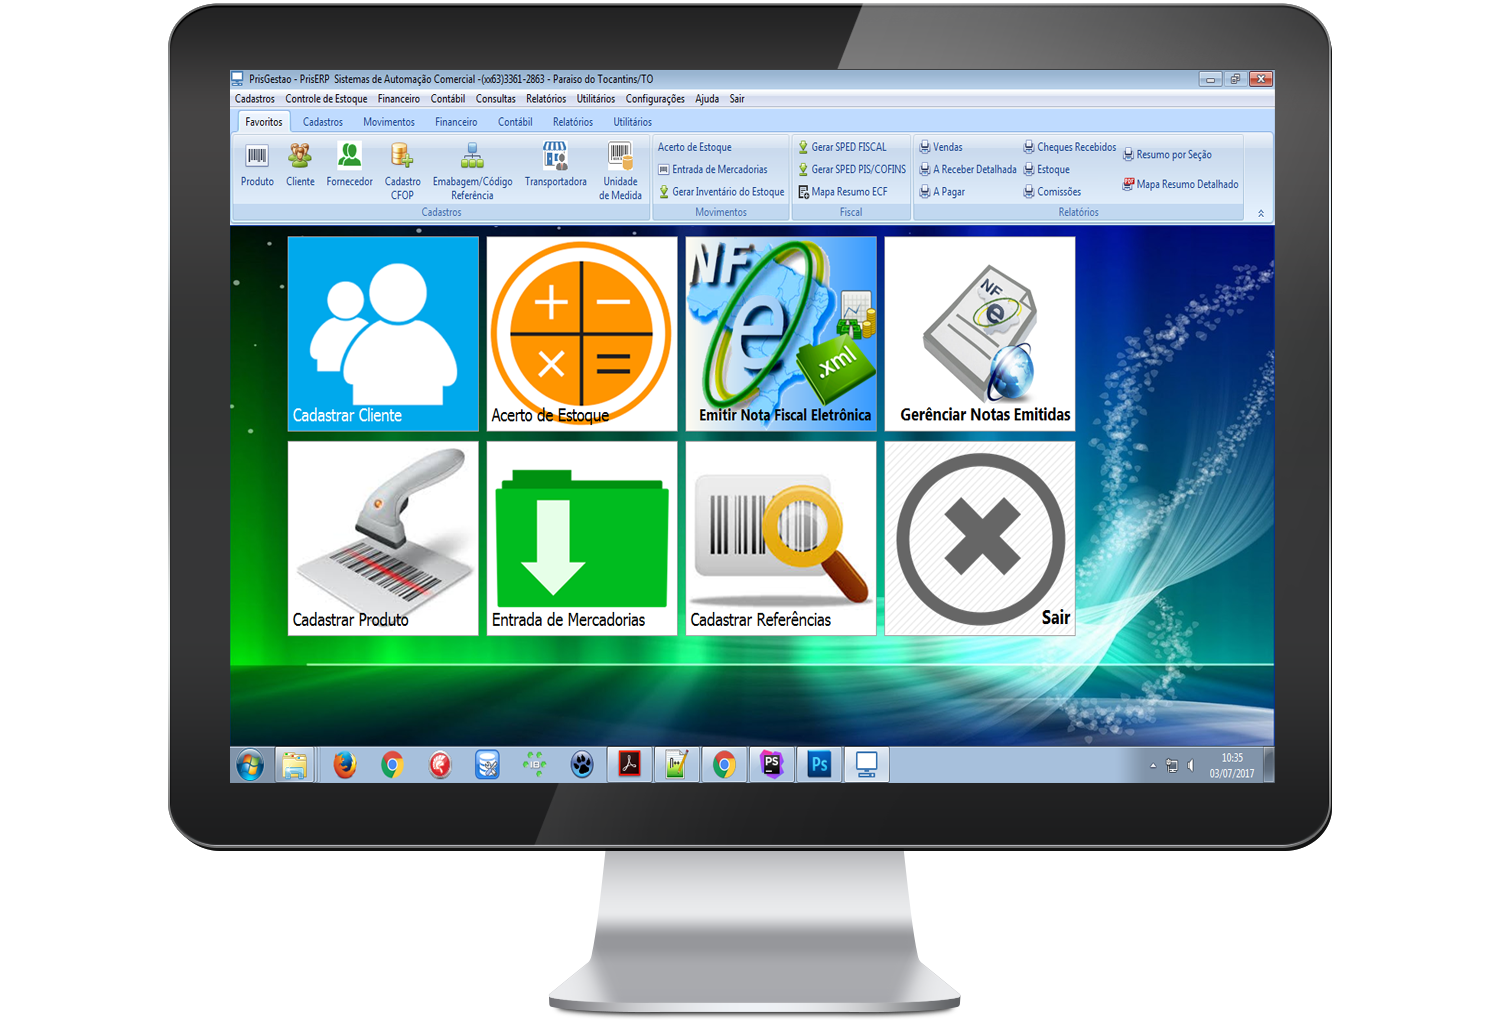 PrisGestao - PrisERP Sistemas de Automação Comercial -(xx63)3361-2863 - Paraiso do Tocantins/TO
Cadastros Controle de Estoque Financeiro Contábil Consultas Relatórios Utilitários Configurações Ajuda Sair
Favoritos Cadastros Movimentos Financeiro Contábil Relatórios Utilitários
Produto
Cliente
Fornecedor
Cadastro
CFOP
Emabagem/Código
Referência
Transportadora
Unidade
de Medida
Cadastros
Acerto de Estoque
Entrada de Mercadorias
Gerar Inventário do Estoque
Movimentos
Gerar SPED FISCAL
Gerar SPED PIS/COFINS
Mapa Resumo ECF
Fiscal
Vendas
A Receber Detalhada
A Pagar
Cheques Recebidos
Estoque
Comissões
Resumo por Seção
Mapa Resumo Detalhado
Relatórios
Cadastrar Cliente
Acerto de Estoque
NF
e
.xml
Emitir Nota Fiscal Eletrônica
NF
e
Gerênciar Notas Emitidas
Cadastrar Produto
Entrada de Mercadorias
Cadastrar Referências
Sair
PS
Ps
10:35
03/07/2017